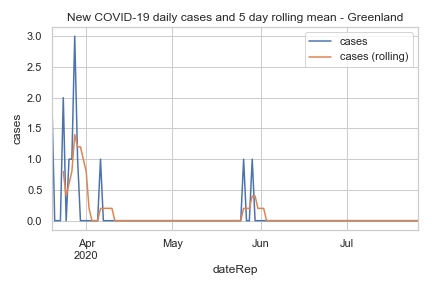 New COVID-19 daily cases and 5 day rolling mean - Greenland
cases
cases (rolling)
3.0
2.5
2.0
1.5
1.0
0.5
0.0
cases
Apr
2020
May
Jun
Jul
dateRep